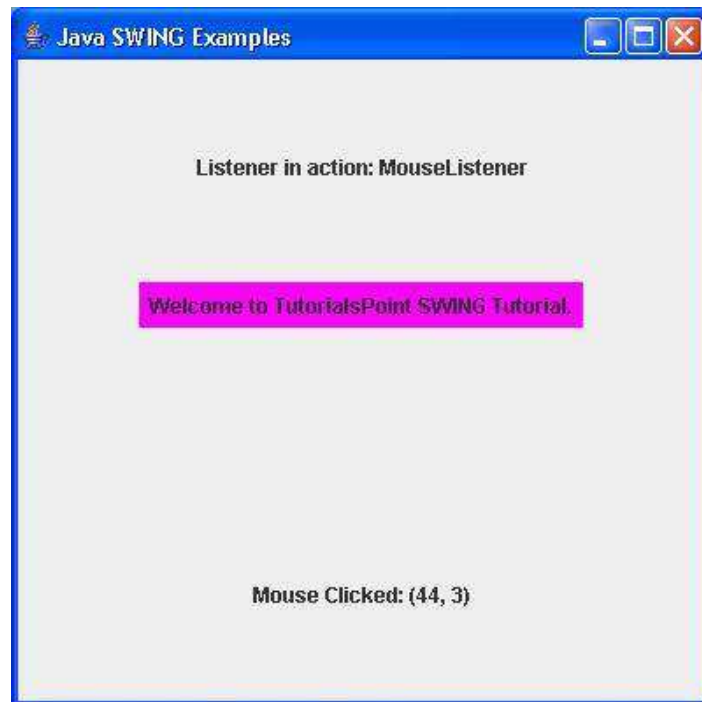 Java SWING Examples
Listener in action: MouseListener
Welcome to TutorialsPoint SWING Tutorial.
Mouse Clicked: (44, 3)